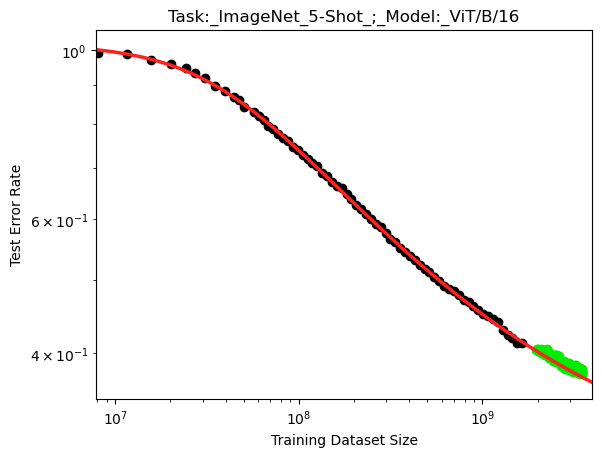 Task:_ImageNet_5-Shot_;_Model:_ViT/B/16
Test Error Rate
10⁰
6 × 10⁻¹
4 × 10⁻¹
10⁷ 10⁸ 10⁹
Training Dataset Size